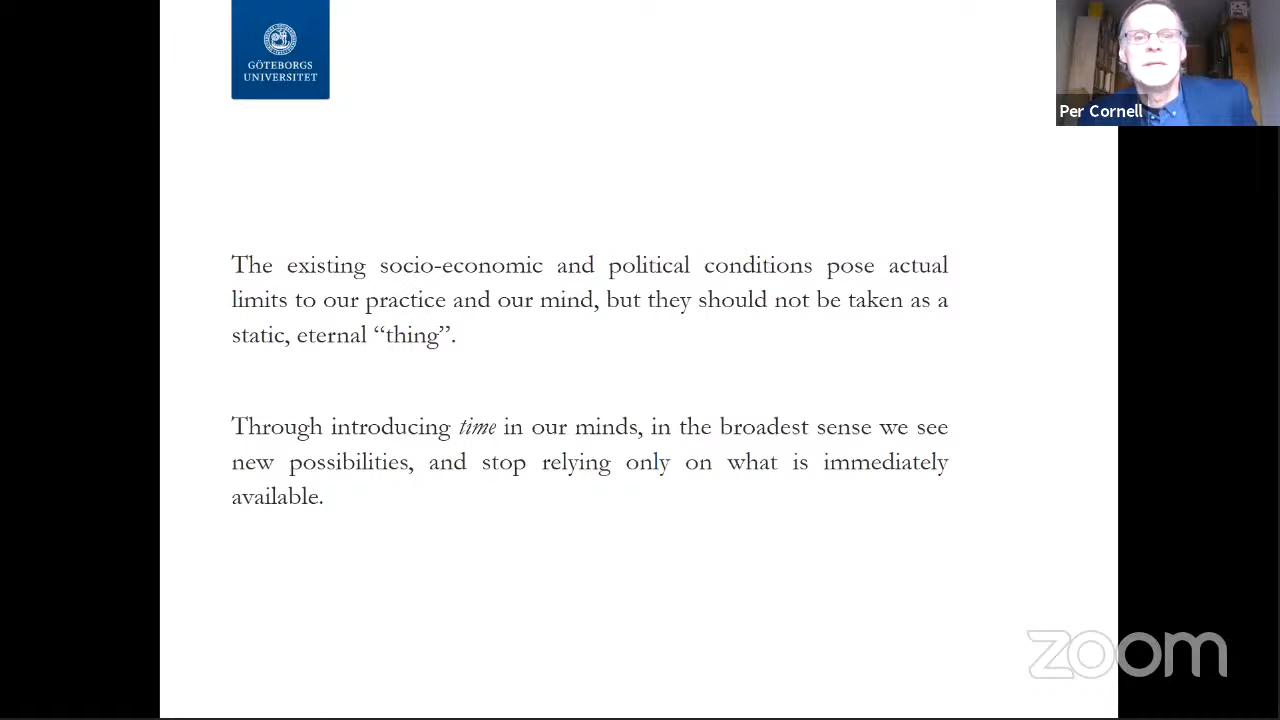 GÖTEBORGS
UNIVERSITET
Per Cornell
The existing socio-economic and political conditions pose actual
limits to our practice and our mind, but they should not be taken as a
static, eternal “thing”.
Through introducing time in our minds, in the broadest sense we see
new possibilities, and stop relying only on what is immediately
available.
zoom